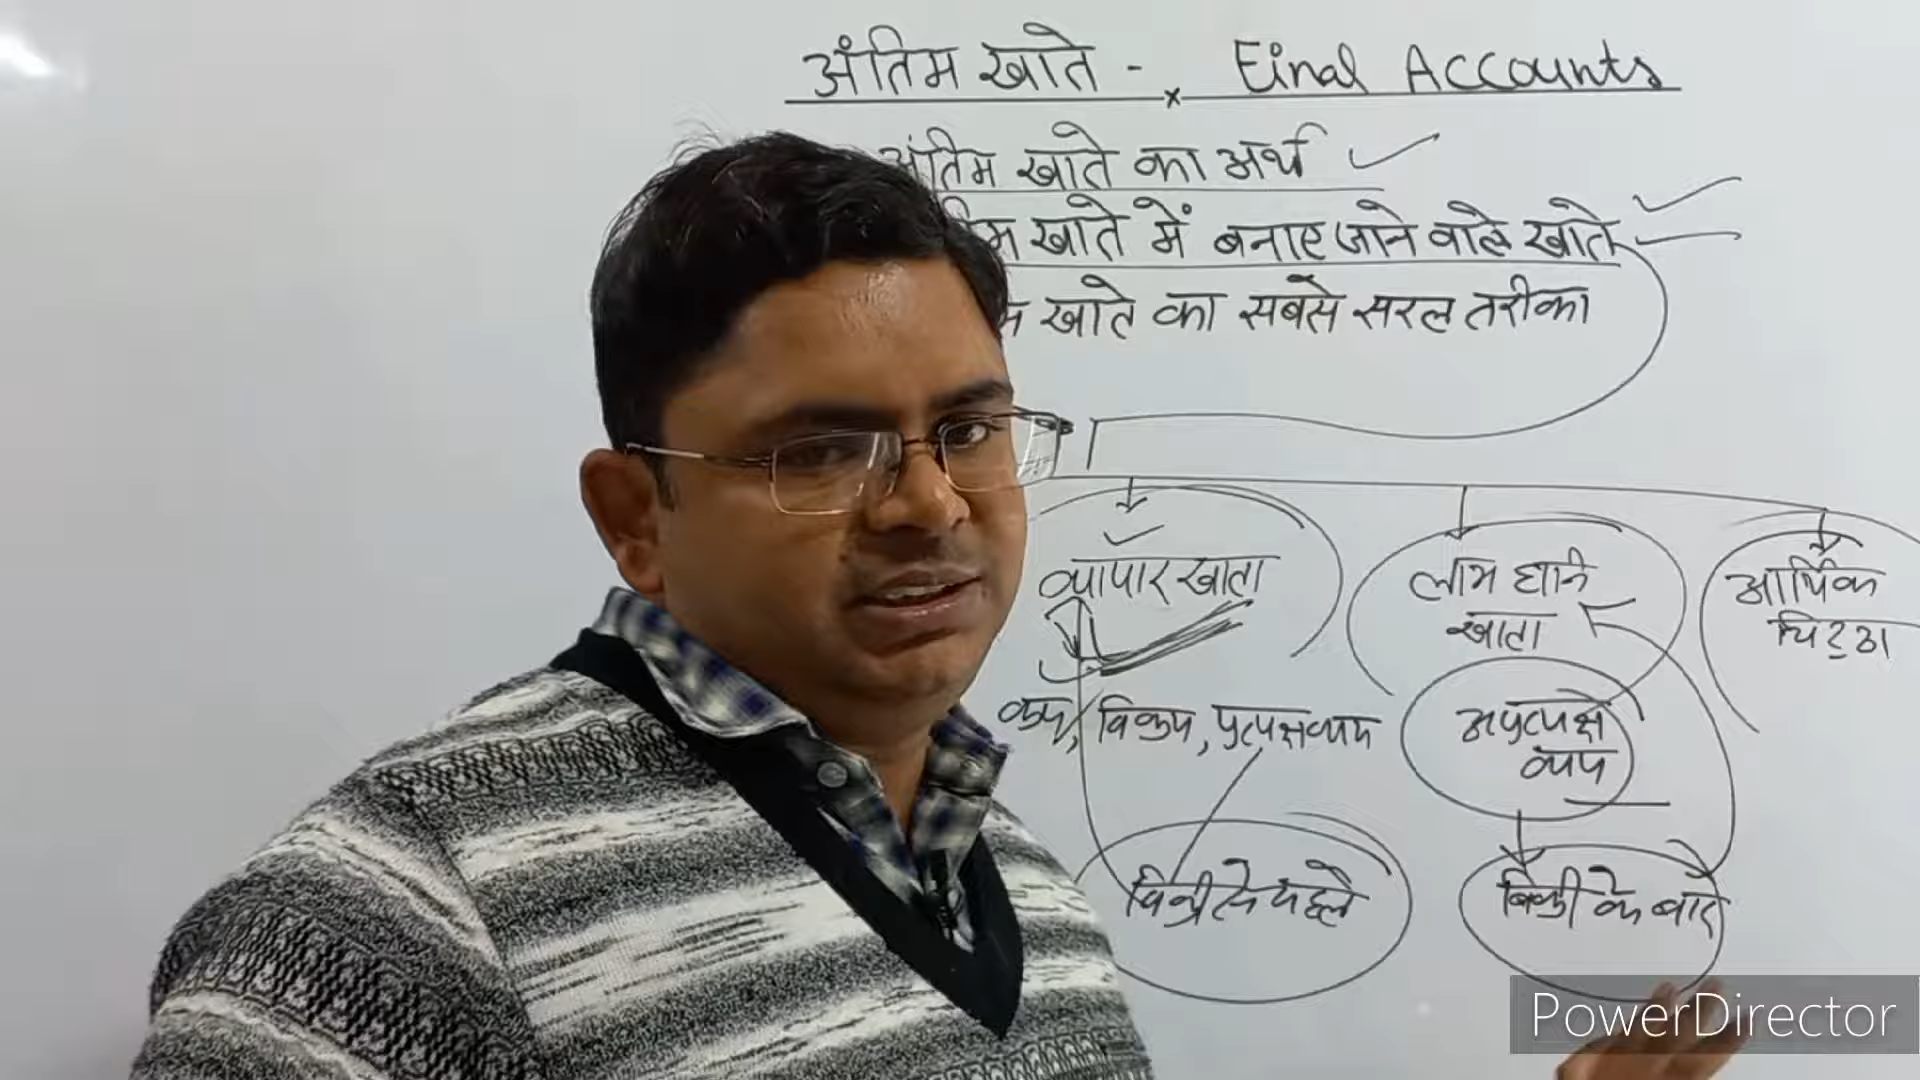 अंतिम खाते - × Final Accounts
अंतिम खाते का अर्थ
खाते में बनाए जाने वाले खाते
खाते का सबसे सरल तरीका
व्यापार खाता
लाभ हानि
खाता
आर्थिक
चिट्ठा
क्रय, विक्रय, प्रत्यक्ष व्यय
अप्रत्यक्ष
व्यय
बिक्री से पहले
बिक्री के बाद
PowerDirector